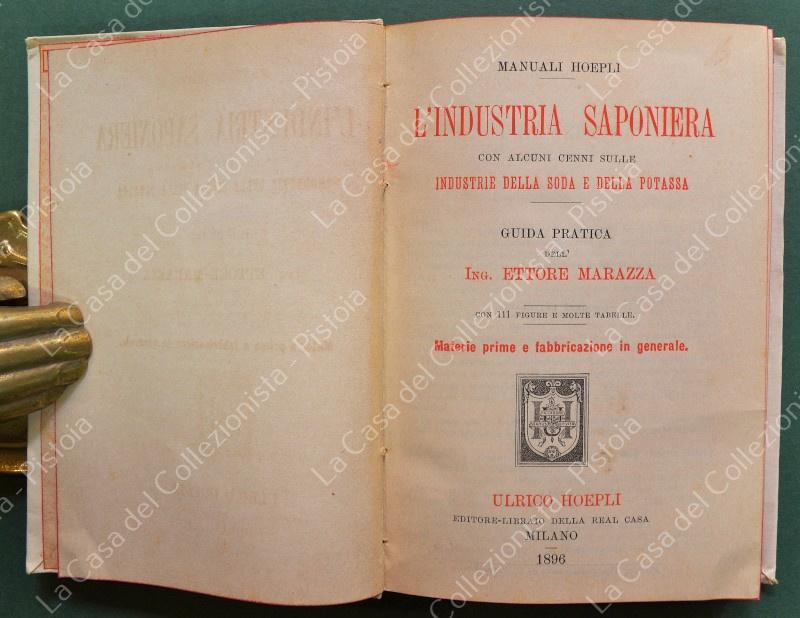 MANUALI HOEPLI
L'INDUSTRIA SAPONIERA
CON ALCUNI CENNI SULLE
INDUSTRIE DELLA SODA E DELLA POTASSA
GUIDA PRATICA
DELL'
ING. ETTORE MARAZZA
CON 111 FIGURE E MOLTE TABELLE.
Materie prime e fabbricazione in generale.
H
ULRICO HOEPLI
EDITORE-LIBRAIO DELLA REAL CASA
MILANO
1896
La Casa del Collezionista - Pistoia